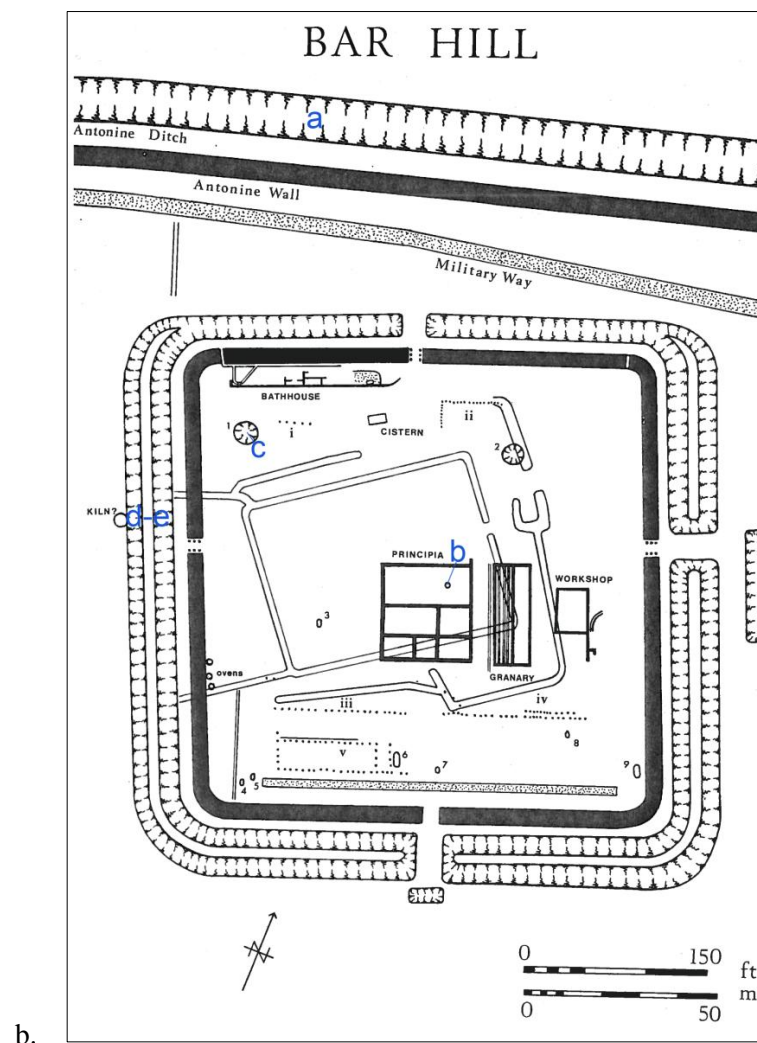 BAR HILL
a
Antonine Ditch
Antonine Wall
Military Way
BATHHOUSE
1
c
i
CISTERN
ii
2
KILN?
d-e
PRINCIPIA
b
WORKSHOP
3
ovens
GRANARY
iii
iv
v
6
7
8
9
4
5
N
0
150
ft
m
0
50
b.